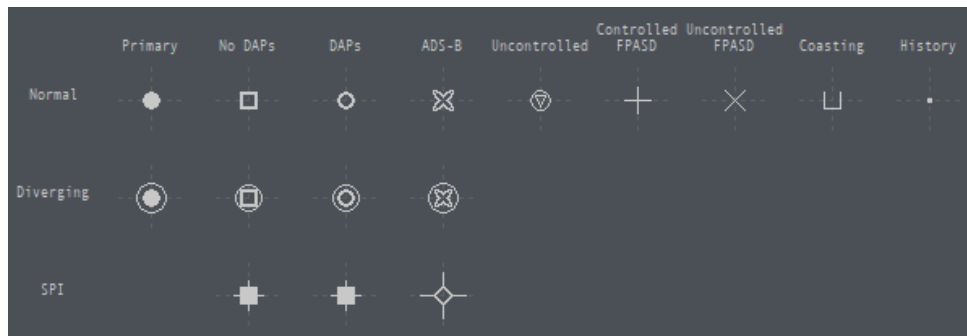 Controlled Uncontrolled
Primary No DAPs DAPs ADS-B Uncontrolled FPASD FPASD Coasting History
Normal
Diverging
SPI